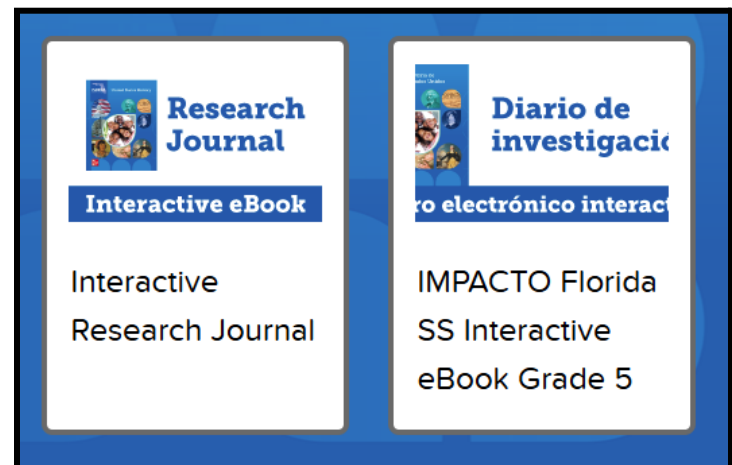 Research
Journal
Interactive eBook
Interactive
Research Journal
Diario de
investigació
ro electrónico interact
IMPACTO Florida
SS Interactive
eBook Grade 5